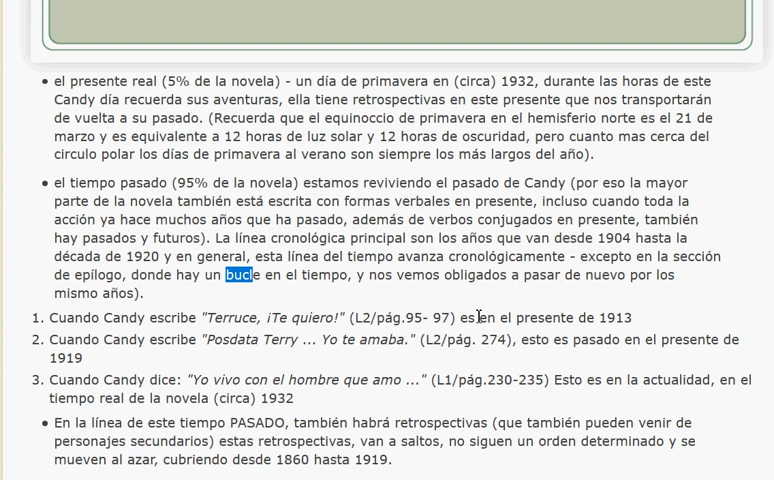 • el presente real (5% de la novela) - un día de primavera en (circa) 1932, durante las horas de este
Candy día recuerda sus aventuras, ella tiene retrospectivas en este presente que nos transportarán
de vuelta a su pasado. (Recuerda que el equinoccio de primavera en el hemisferio norte es el 21 de
marzo y es equivalente a 12 horas de luz solar y 12 horas de oscuridad, pero cuanto mas cerca del
circulo polar los días de primavera al verano son siempre los más largos del año).
• el tiempo pasado (95% de la novela) estamos reviviendo el pasado de Candy (por eso la mayor
parte de la novela también está escrita con formas verbales en presente, incluso cuando toda la
acción ya hace muchos años que ha pasado, además de verbos conjugados en presente, también
hay pasados y futuros). La línea cronológica principal son los años que van desde 1904 hasta la
década de 1920 y en general, esta línea del tiempo avanza cronológicamente - excepto en la sección
de epílogo, donde hay un bucle en el tiempo, y nos vemos obligados a pasar de nuevo por los
mismo años).
1. Cuando Candy escribe "Terruce, ¡Te quiero!" (L2/pág.95- 97) es en el presente de 1913
2. Cuando Candy escribe "Posdata Terry ... Yo te amaba." (L2/pág. 274), esto es pasado en el presente de
1919
3. Cuando Candy dice: "Yo vivo con el hombre que amo ..." (L1/pág.230-235) Esto es en la actualidad, en el
tiempo real de la novela (circa) 1932
• En la línea de este tiempo PASADO, también habrá retrospectivas (que también pueden venir de
personajes secundarios) estas retrospectivas, van a saltos, no siguen un orden determinado y se
mueven al azar, cubriendo desde 1860 hasta 1919.